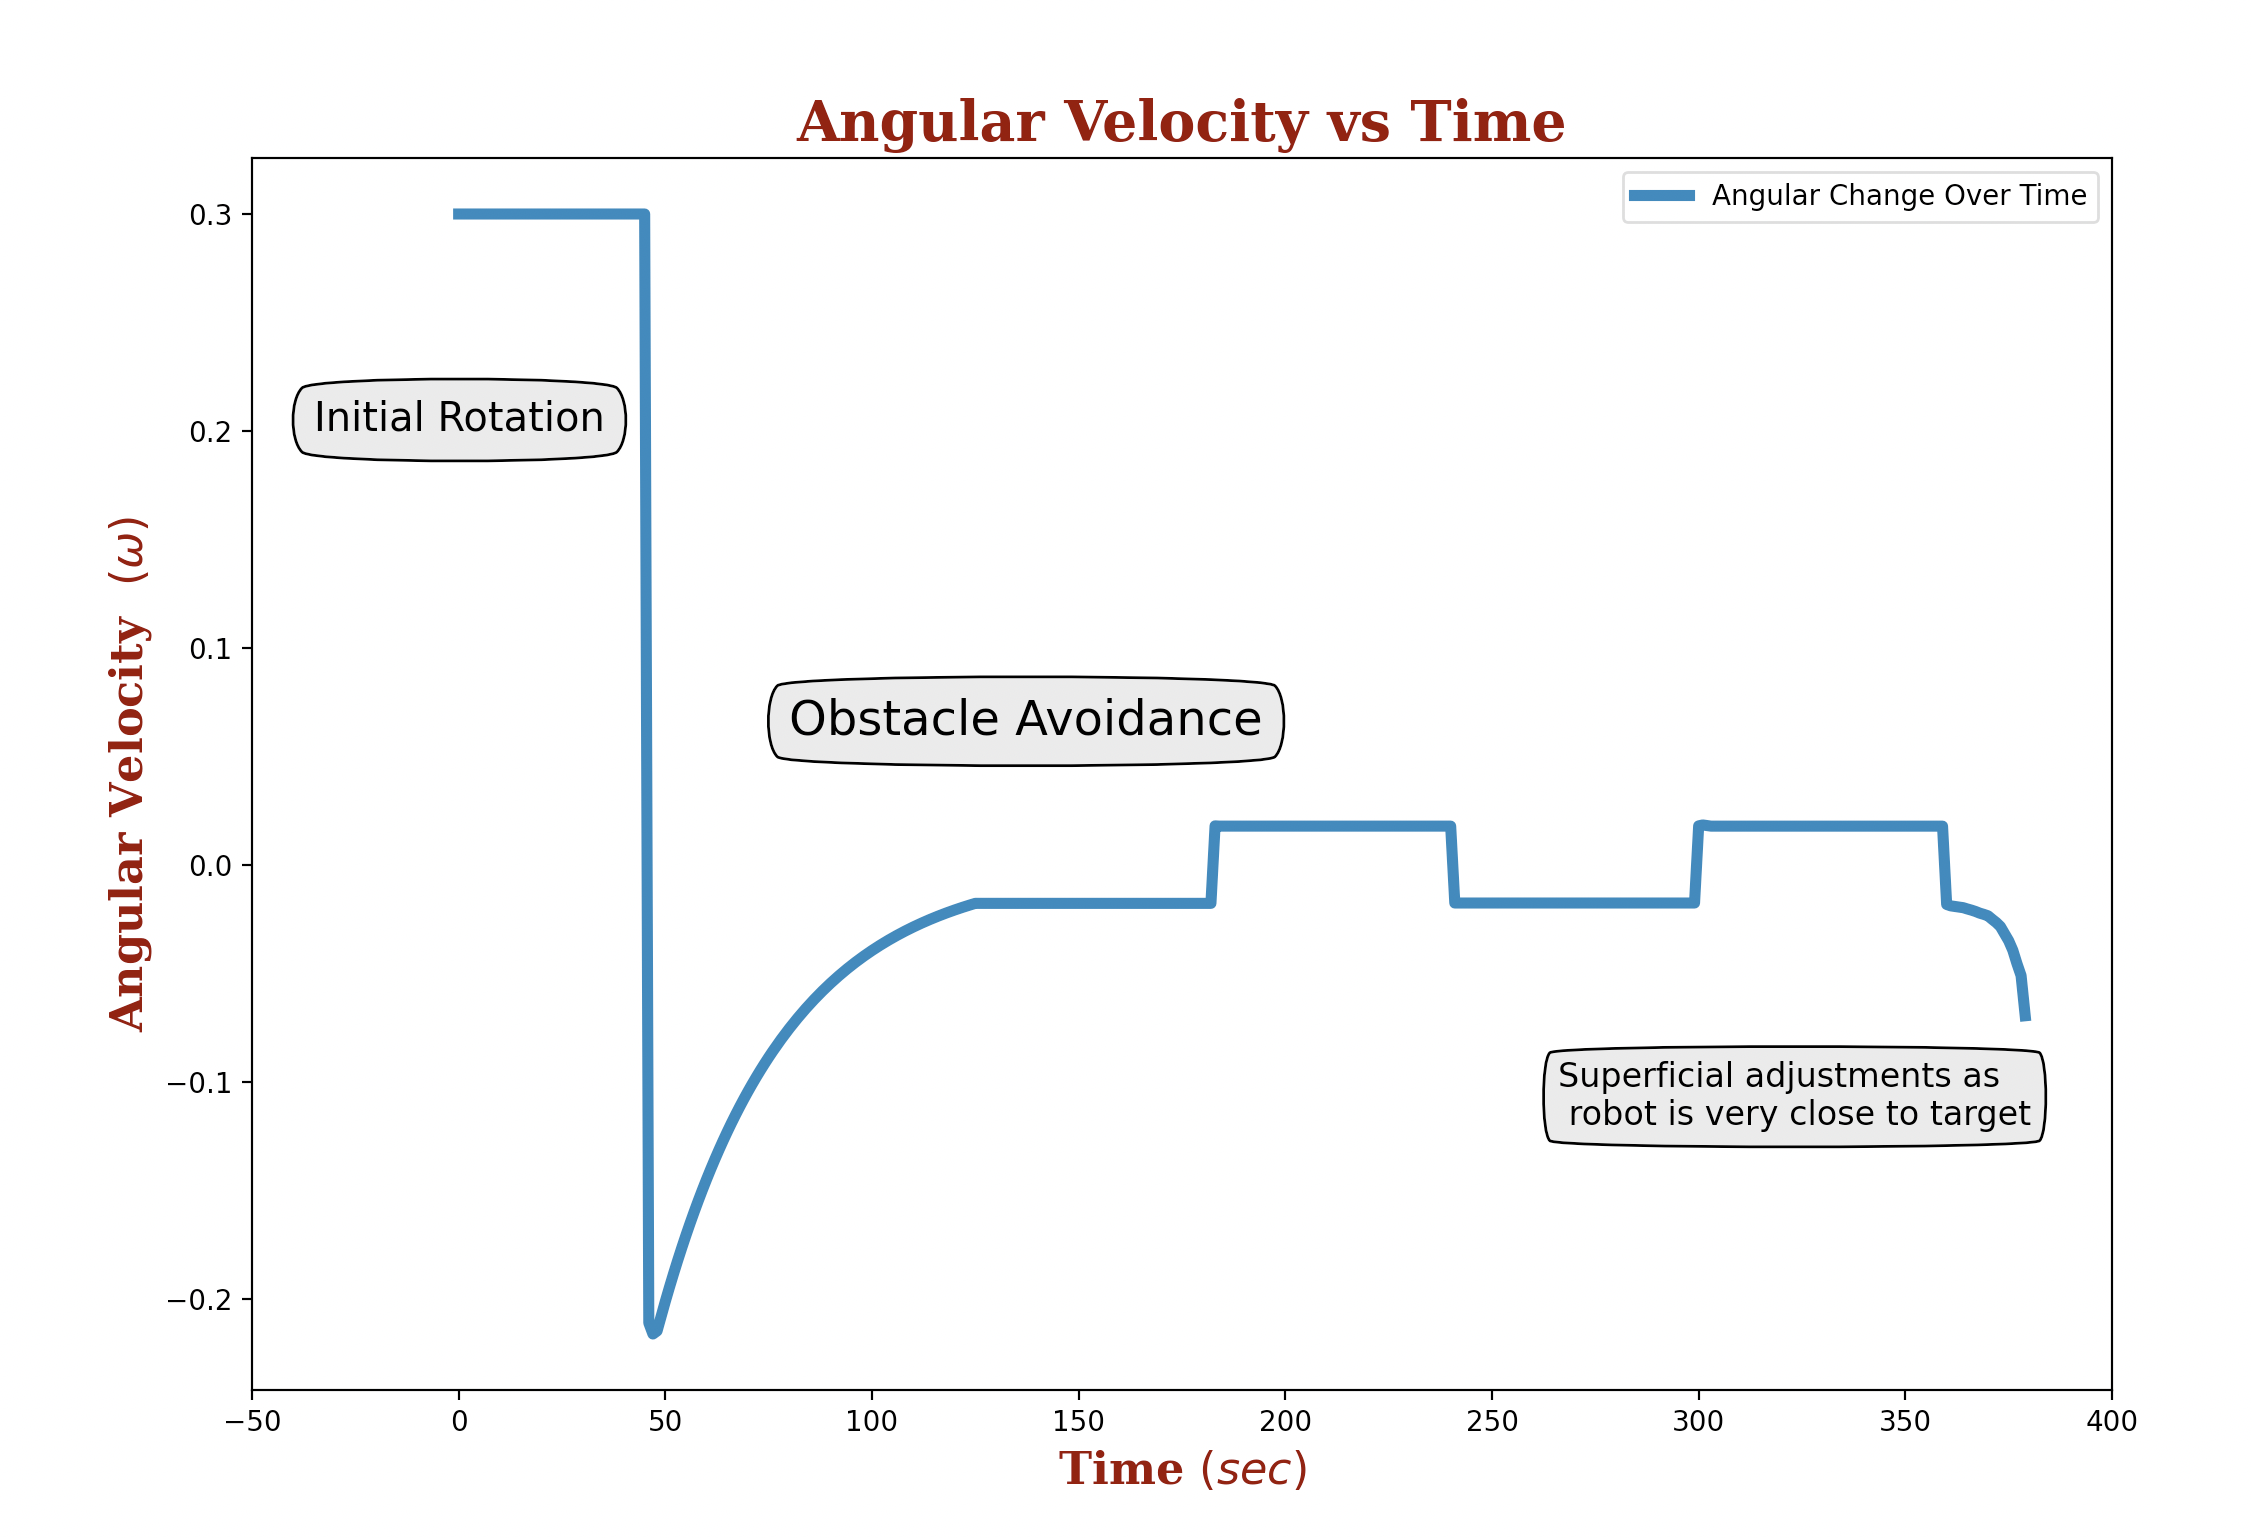 Angular Velocity vs Time
Angular Change Over Time
0.3
0.2
0.1
0.0
−0.1
−0.2
Angular Velocity (ω)
Initial Rotation
Obstacle Avoidance
Superficial adjustments as
robot is very close to target
−50 0 50 100 150 200 250 300 350 400
Time (sec)